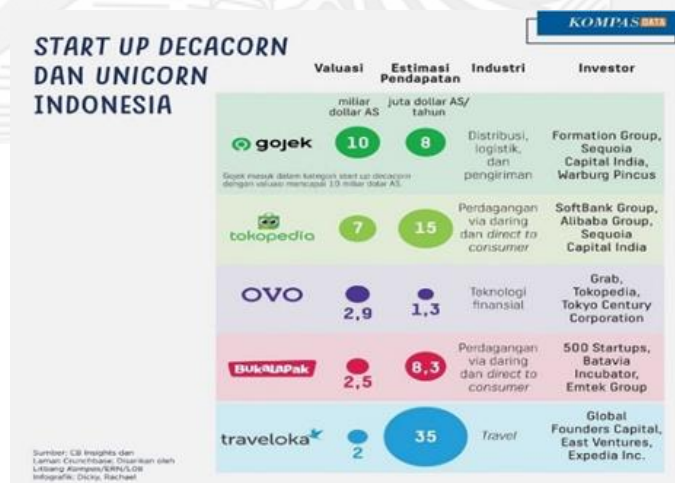 KOMPAS DATA
START UP DECACORN
DAN UNICORN
INDONESIA
Valuasi
Estimasi
Pendapatan
Industri
Investor
miliar
dollar AS
juta dollar AS/
tahun
gojek
10
8
Distribusi,
logistik,
dan
pengiriman
Formation Group,
Sequoia
Capital India,
Warburg Pincus
Gojek masuk dalam kategori start up decacorn
dengan valuasi mencapai 10 miliar dolar AS.
tokopedia
7
15
Perdagangan
via daring
dan direct to
consumer
SoftBank Group,
Alibaba Group,
Sequoia
Capital India
OVO
2,9
1,3
Teknologi
finansial
Grab,
Tokopedia,
Tokyo Century
Corporation
BukaLapak
2,5
8,3
Perdagangan
via daring
dan direct to
consumer
500 Startups,
Batavia
Incubator,
Emtek Group
traveloka
2
35
Travel
Global
Founders Capital,
East Ventures,
Expedia Inc.
Sumber: CB Insights dan
Laman Crunchbase, Disarikan oleh
Litbang Kompas/ERN/LOB
Infografik: Dicky, Rachael